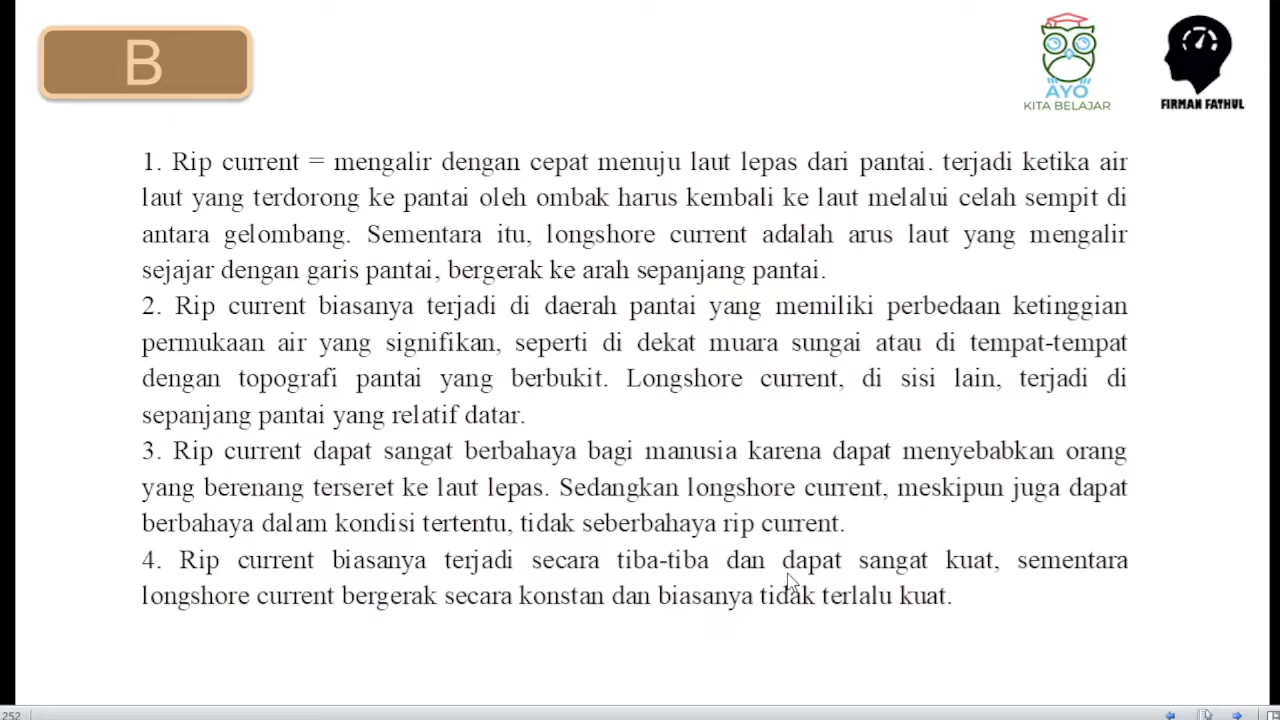 B
AYO
KITA BELAJAR
FIRMAN FATHUL
1. Rip current = mengalir dengan cepat menuju laut lepas dari pantai. terjadi ketika air
laut yang terdorong ke pantai oleh ombak harus kembali ke laut melalui celah sempit di
antara gelombang. Sementara itu, longshore current adalah arus laut yang mengalir
sejajar dengan garis pantai, bergerak ke arah sepanjang pantai.
2. Rip current biasanya terjadi di daerah pantai yang memiliki perbedaan ketinggian
permukaan air yang signifikan, seperti di dekat muara sungai atau di tempat-tempat
dengan topografi pantai yang berbukit. Longshore current, di sisi lain, terjadi di
sepanjang pantai yang relatif datar.
3. Rip current dapat sangat berbahaya bagi manusia karena dapat menyebabkan orang
yang berenang terseret ke laut lepas. Sedangkan longshore current, meskipun juga dapat
berbahaya dalam kondisi tertentu, tidak seberbahaya rip current.
4. Rip current biasanya terjadi secara tiba-tiba dan dapat sangat kuat, sementara
longshore current bergerak secara konstan dan biasanya tidak terlalu kuat.
252